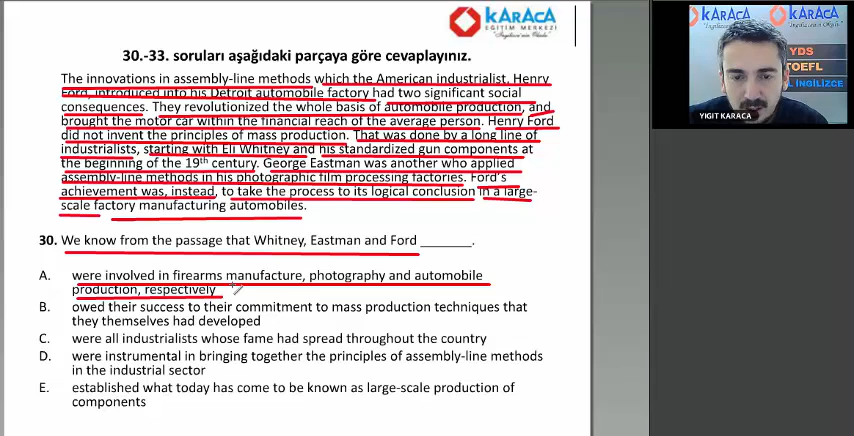 KARACA
EĞİTİM MERKEZİ
"İngilizce'nin Okulu"
30.-33. soruları aşağıdaki parçaya göre cevaplayınız.
The innovations in assembly-line methods which the American industrialist, Henry
Ford, introduced into his Detroit automobile factory had two significant social
consequences. They revolutionized the whole basis of automobile production, and
brought the motor car within the financial reach of the average person. Henry Ford
did not invent the principles of mass production. That was done by a long line of
industrialists, starting with Eli Whitney and his standardized gun components at
the beginning of the 19th century. George Eastman was another who applied
assembly-line methods in his photographic film processing factories. Ford's
achievement was, instead, to take the process to its logical conclusion in a large-
scale factory manufacturing automobiles.
30. We know from the passage that Whitney, Eastman and Ford _______.
A. were involved in firearms manufacture, photography and automobile
production, respectively
B. owed their success to their commitment to mass production techniques that
they themselves had developed
C. were all industrialists whose fame had spread throughout the country
D. were instrumental in bringing together the principles of assembly-line methods
in the industrial sector
E. established what today has come to be known as large-scale production of
components
KARACA
KARACA
YDS
TOEFL
İNGİLİZCE
YIGIT KARACA